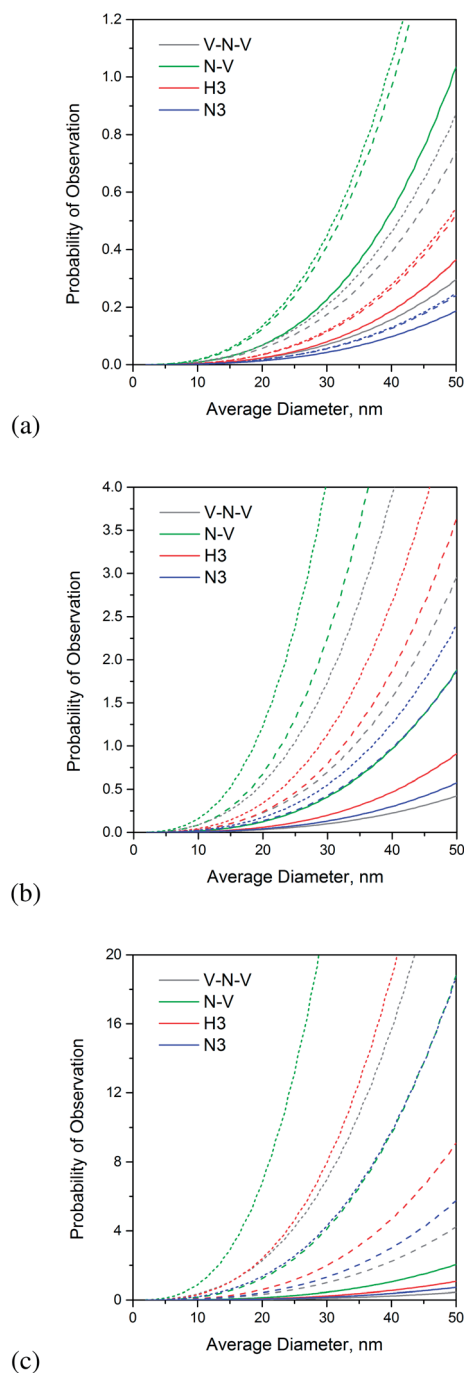 V-N-V
N-V
H3
N3
Probability of Observation
1.2
1.0
0.8
0.6
0.4
0.2
0.0
0 10 20 30 40 50
Average Diameter, nm
(a)
V-N-V
N-V
H3
N3
Probability of Observation
4.0
3.5
3.0
2.5
2.0
1.5
1.0
0.5
0.0
0 10 20 30 40 50
Average Diameter, nm
(b)
V-N-V
N-V
H3
N3
Probability of Observation
20
16
12
8
4
0
0 10 20 30 40 50
Average Diameter, nm
(c)